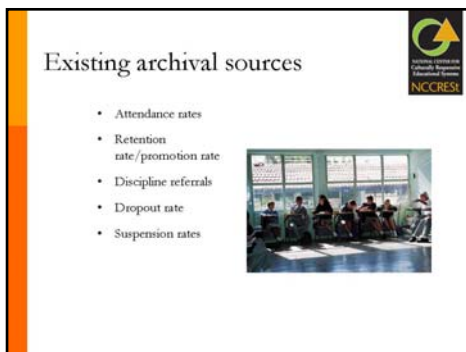 Existing archival sources
NATIONAL CENTER FOR
Culturally Responsive
Educational Systems
NCCRESt
• Attendance rates
• Retention
rate/promotion rate
• Discipline referrals
• Dropout rate
• Suspension rates